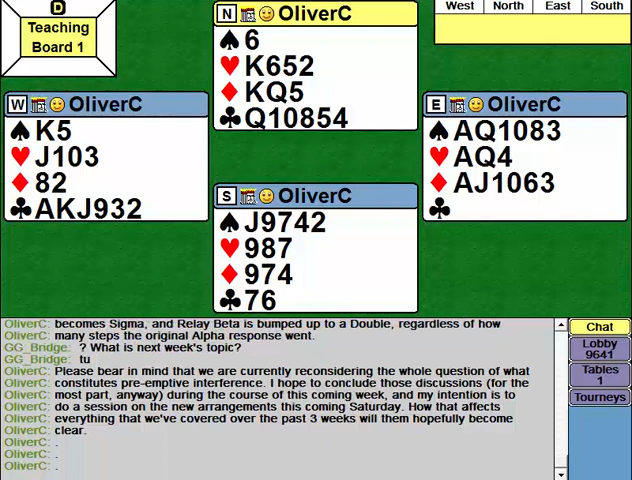 D
Teaching
Board 1
N OliverC
♠ 6
♥ K652
♦ KQ5
♣ Q10854
West North East South
W OliverC
♠ K5
♥ J103
♦ 82
♣ AKJ932
E OliverC
♠ AQ1083
♥ AQ4
♦ AJ1063
♣
S OliverC
♠ J9742
♥ 987
♦ 974
♣ 76
OliverC: becomes Sigma, and Relay Beta is bumped up to a Double, regardless of how
OliverC: many steps the original Alpha response went.
GG_Bridge: ? What is next week's topic?
GG_Bridge: tu
OliverC: Please bear in mind that we are currently reconsidering the whole question of what
OliverC: constitutes pre-emptive interference. I hope to conclude those discussions (for the
OliverC: most part, anyway) during the course of this coming week, and my intention is to
OliverC: do a session on the new arrangements this coming Saturday. How that affects
OliverC: everything that we've covered over the past 3 weeks will them hopefully become
OliverC: clear.
OliverC: .
OliverC: .
OliverC: .
Chat
Lobby
9641
Tables
1
Tourneys